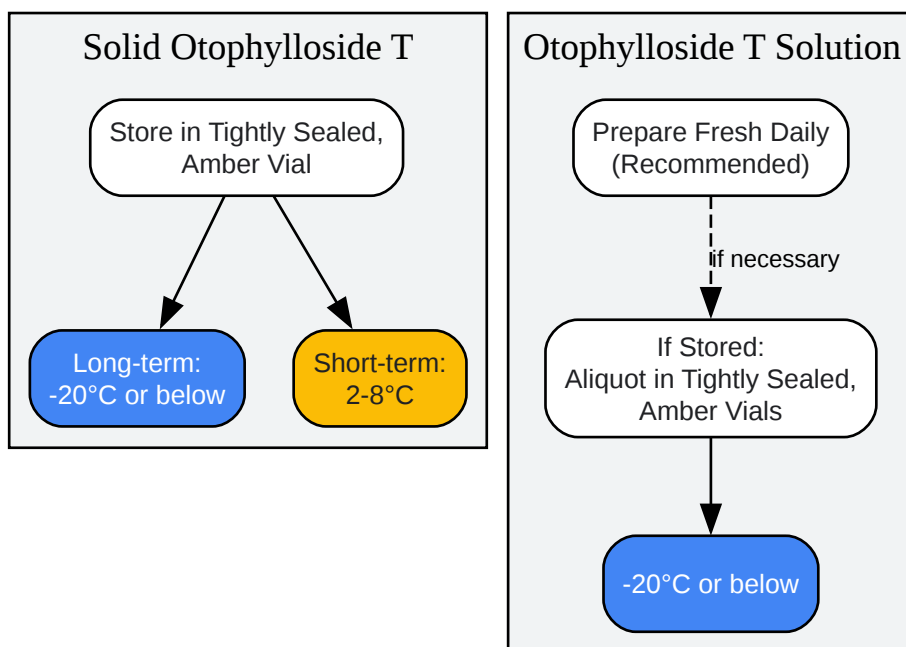 Solid Otophylloside T
Store in Tightly Sealed,
Amber Vial
Long-term:
-20°C or below
Short-term:
2-8°C
Otophylloside T Solution
Prepare Fresh Daily
(Recommended)
if necessary
If Stored:
Aliquot in Tightly Sealed,
Amber Vials
-20°C or below